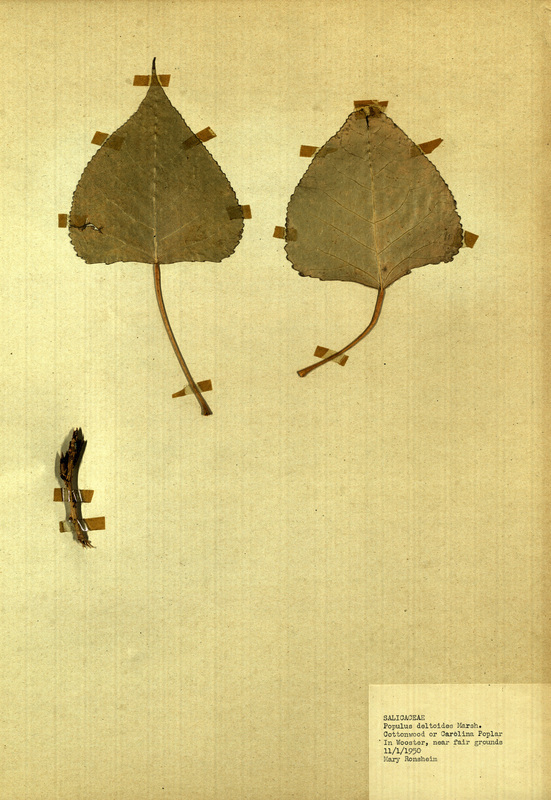 SALICACEAE
Populus deltoides Marsh.
Cottonwood or Carolina Poplar
In Wooster, near fair grounds
11/1/1950
Mary Ronsheim